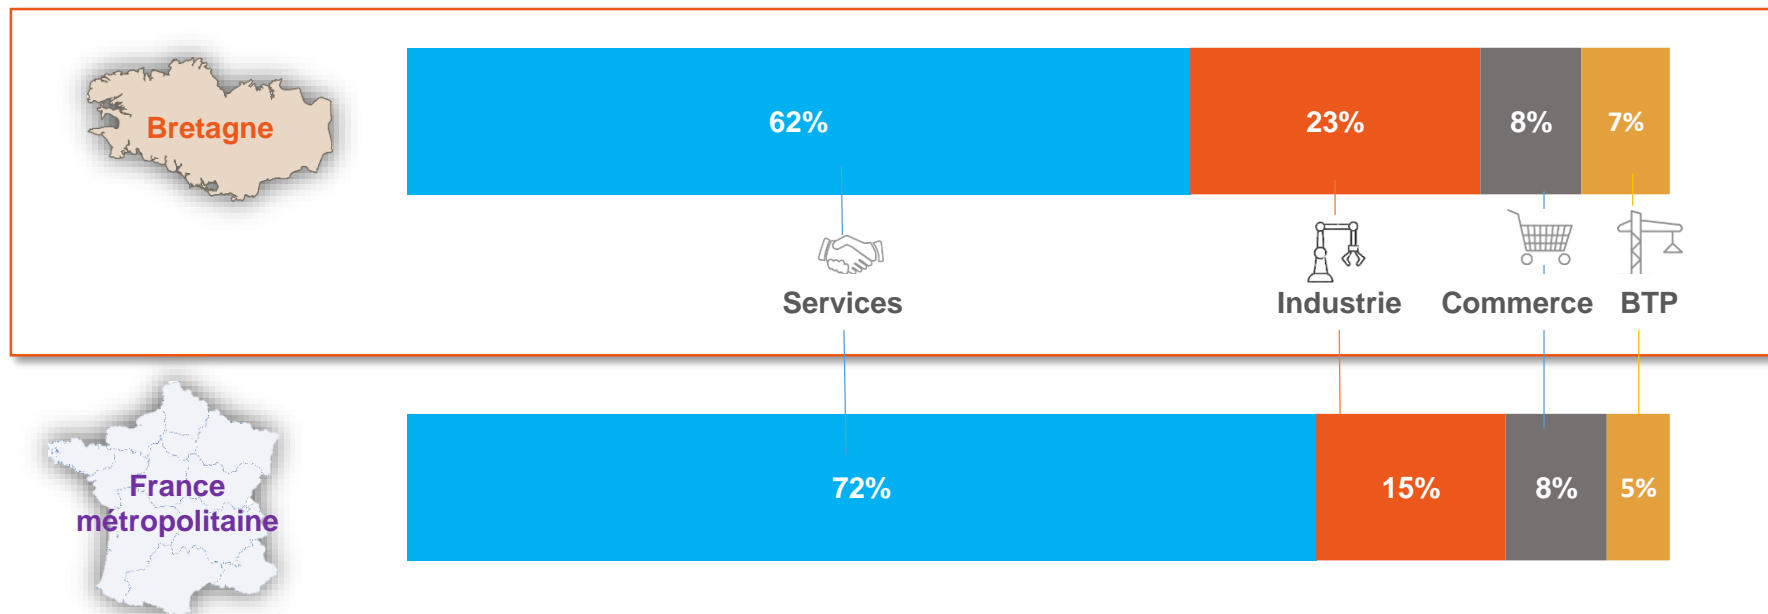 Bretagne
62%
23%
8%
7%
Services
Industrie
Commerce
BTP
France
métropolitaine
72%
15%
8%
5%